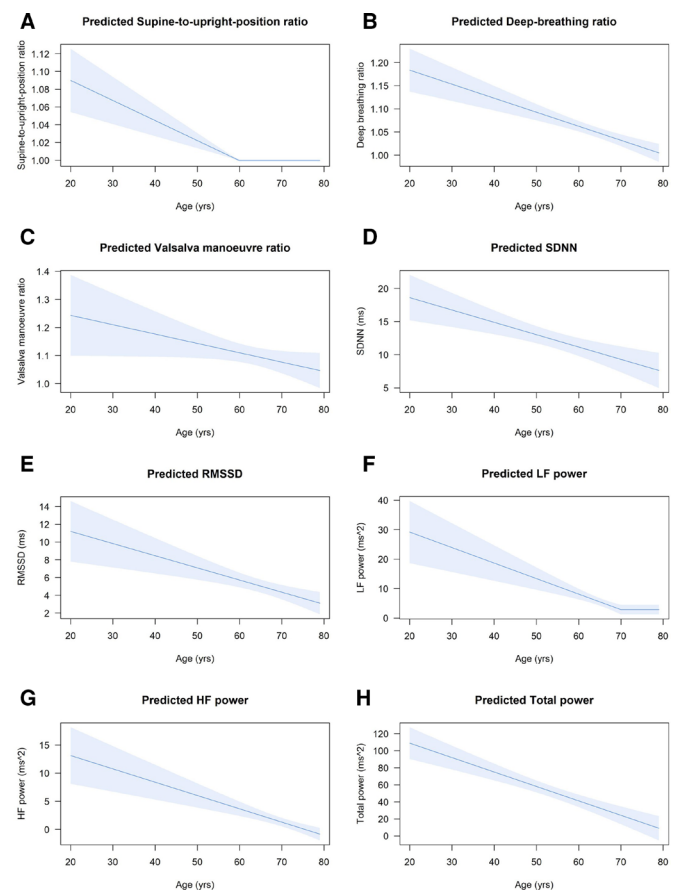 A
Predicted Supine-to-upright-position ratio
Supine-to-upright-position ratio
1.12
1.10
1.08
1.06
1.04
1.02
1.00
20 30 40 50 60 70 80
Age (yrs)
B
Predicted Deep-breathing ratio
Deep breathing ratio
1.20
1.15
1.10
1.05
1.00
20 30 40 50 60 70 80
Age (yrs)
C
Predicted Valsalva manoeuvre ratio
Valsalva manoeuvre ratio
1.4
1.3
1.2
1.1
1.0
20 30 40 50 60 70 80
Age (yrs)
D
Predicted SDNN
SDNN (ms)
20
15
10
5
20 30 40 50 60 70 80
Age (yrs)
E
Predicted RMSSD
RMSSD (ms)
14
12
10
8
6
4
2
20 30 40 50 60 70 80
Age (yrs)
F
Predicted LF power
LF power (ms^2)
40
30
20
10
0
20 30 40 50 60 70 80
Age (yrs)
G
Predicted HF power
HF power (ms^2)
15
10
5
0
20 30 40 50 60 70 80
Age (yrs)
H
Predicted Total power
Total power (ms^2)
120
100
80
60
40
20
0
20 30 40 50 60 70 80
Age (yrs)